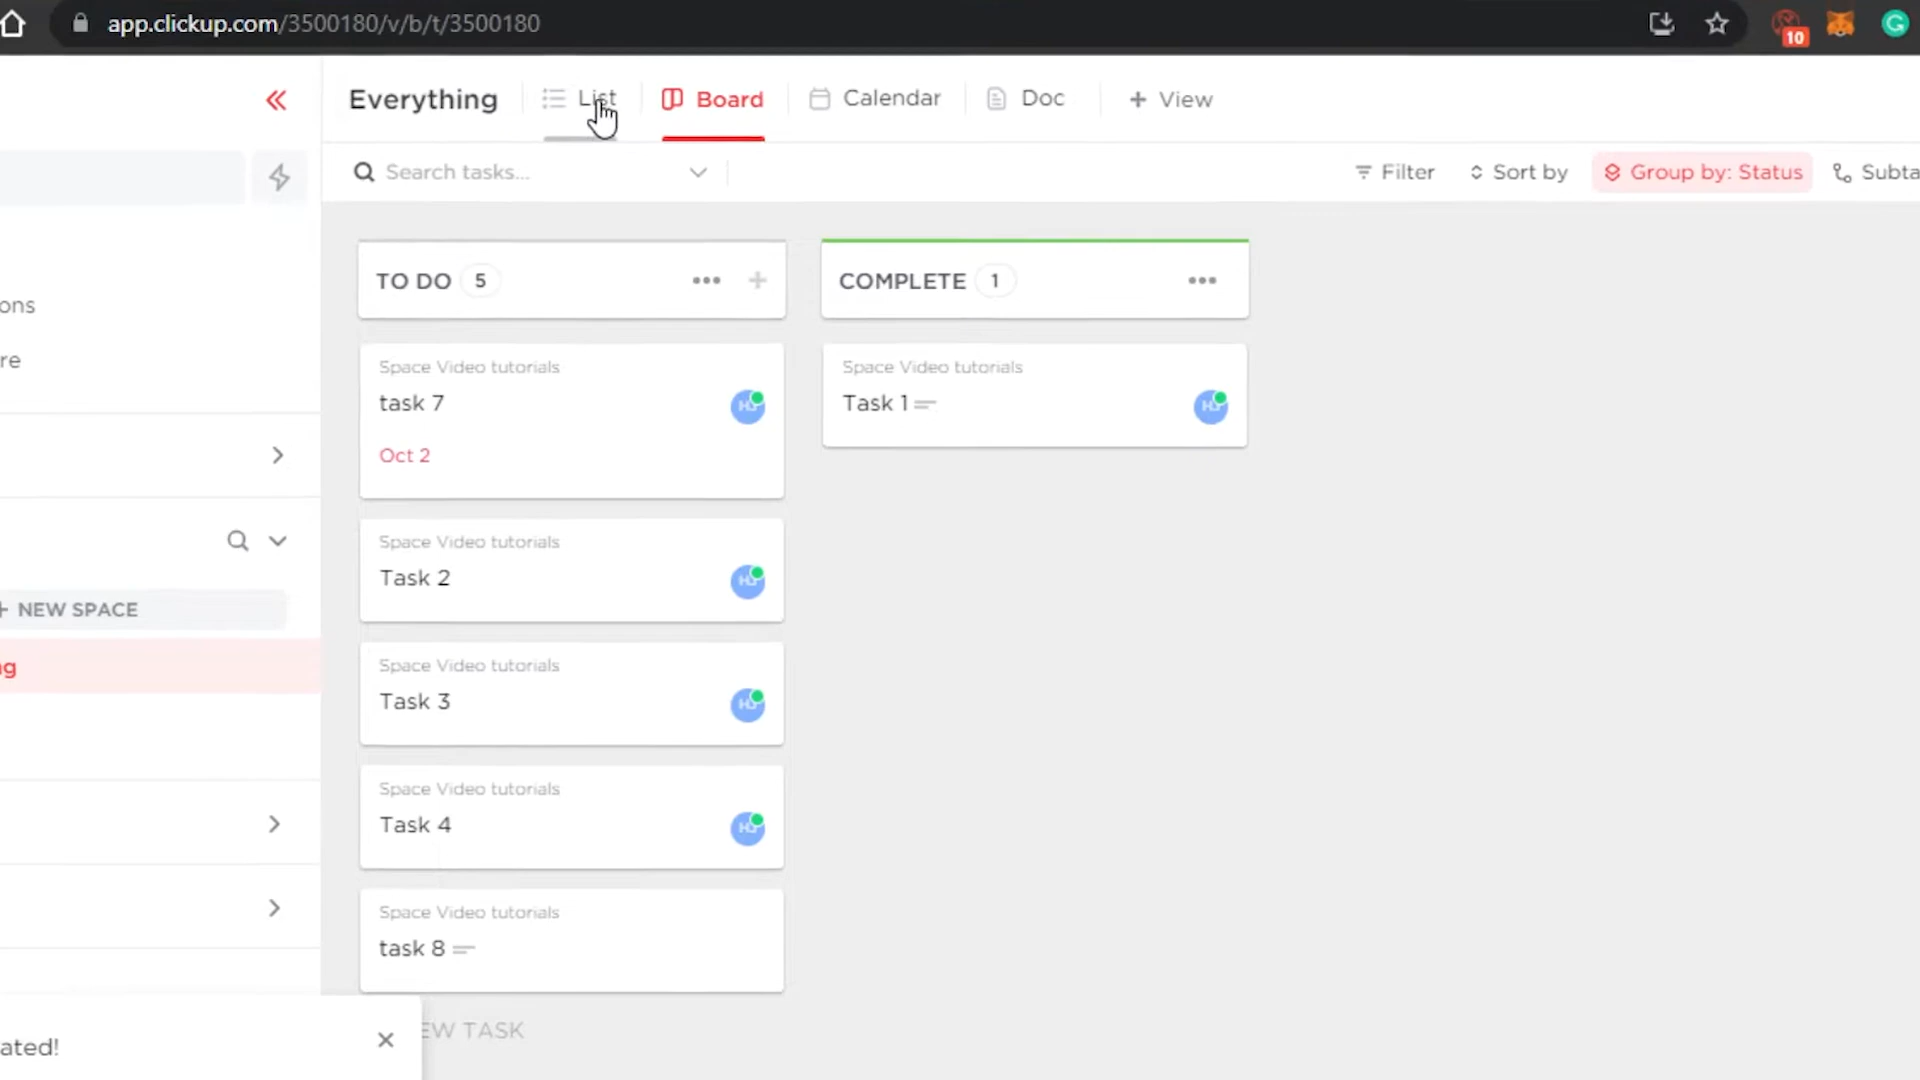 app.clickup.com/3500180/v/b/t/3500180
10
G
Everything
List
Board
Calendar
Doc
+ View
Search tasks...
Filter
Sort by
Group by: Status
Subta
TO DO 5
COMPLETE 1
Space Video tutorials
task 7
Oct 2
Space Video tutorials
Task 1
Space Video tutorials
Task 2
Space Video tutorials
Task 3
Space Video tutorials
Task 4
Space Video tutorials
task 8
EW TASK
ons
re
+ NEW SPACE
ng
ated!